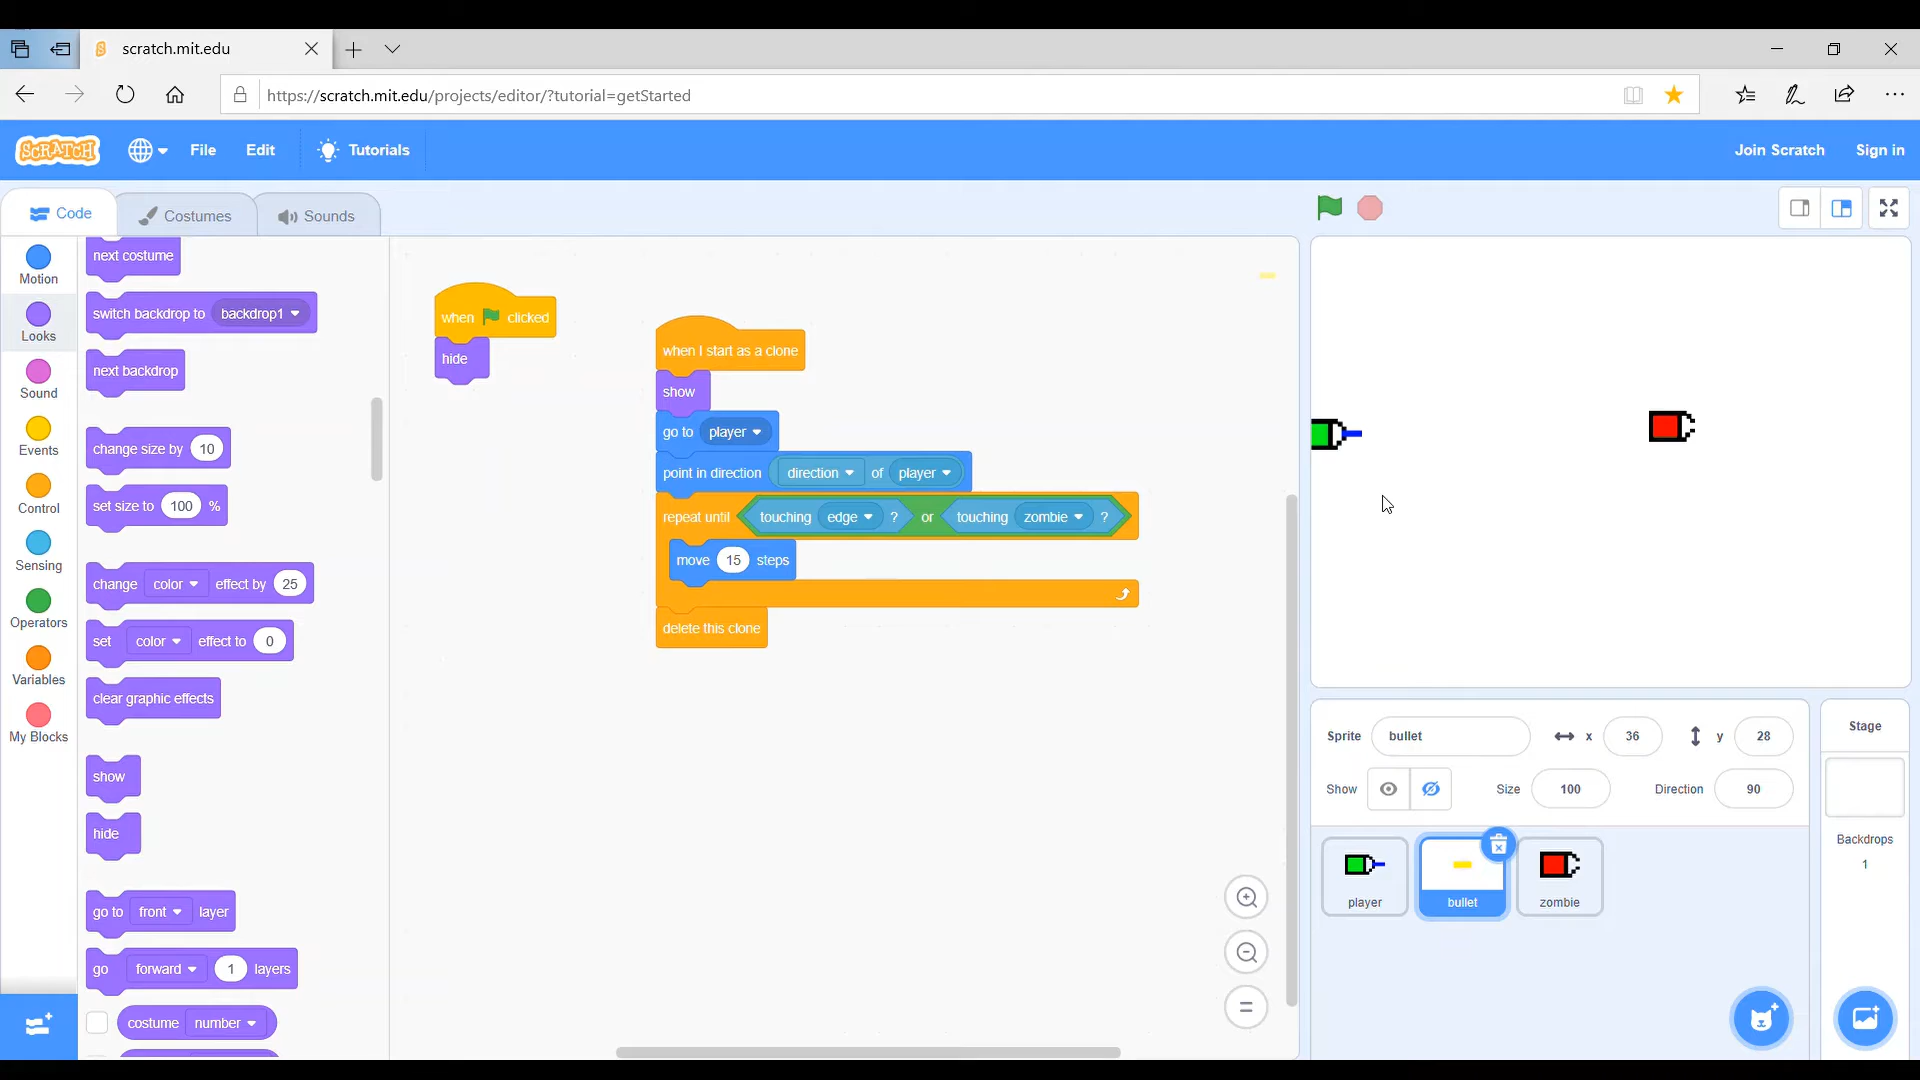 scratch.mit.edu
https://scratch.mit.edu/projects/editor/?tutorial=getStarted
SCRATCH File Edit Tutorials Join Scratch Sign in
Code Costumes Sounds
Motion
Looks
Sound
Events
Control
Sensing
Operators
Variables
My Blocks
next costume
switch backdrop to backdrop1
next backdrop
change size by 10
set size to 100 %
change color effect by 25
set color effect to 0
clear graphic effects
show
hide
go to front layer
go forward 1 layers
costume number
when clicked
hide
when I start as a clone
show
go to player
point in direction direction of player
repeat until touching edge ? or touching zombie ?
move 15 steps
delete this clone
Sprite bullet x 36 y 28
Show Size 100 Direction 90
player
bullet
zombie
Stage
Backdrops
1